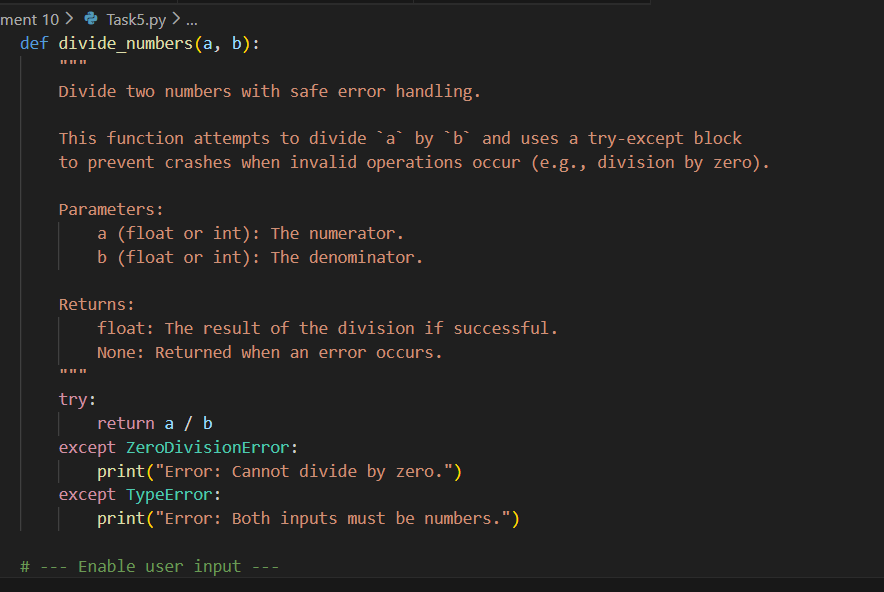 ment 10 > Task5.py > ...
def divide_numbers(a, b):
"""
Divide two numbers with safe error handling.
This function attempts to divide `a` by `b` and uses a try-except block
to prevent crashes when invalid operations occur (e.g., division by zero).
Parameters:
a (float or int): The numerator.
b (float or int): The denominator.
Returns:
float: The result of the division if successful.
None: Returned when an error occurs.
"""
try:
return a / b
except ZeroDivisionError:
print("Error: Cannot divide by zero.")
except TypeError:
print("Error: Both inputs must be numbers.")
# --- Enable user input ---